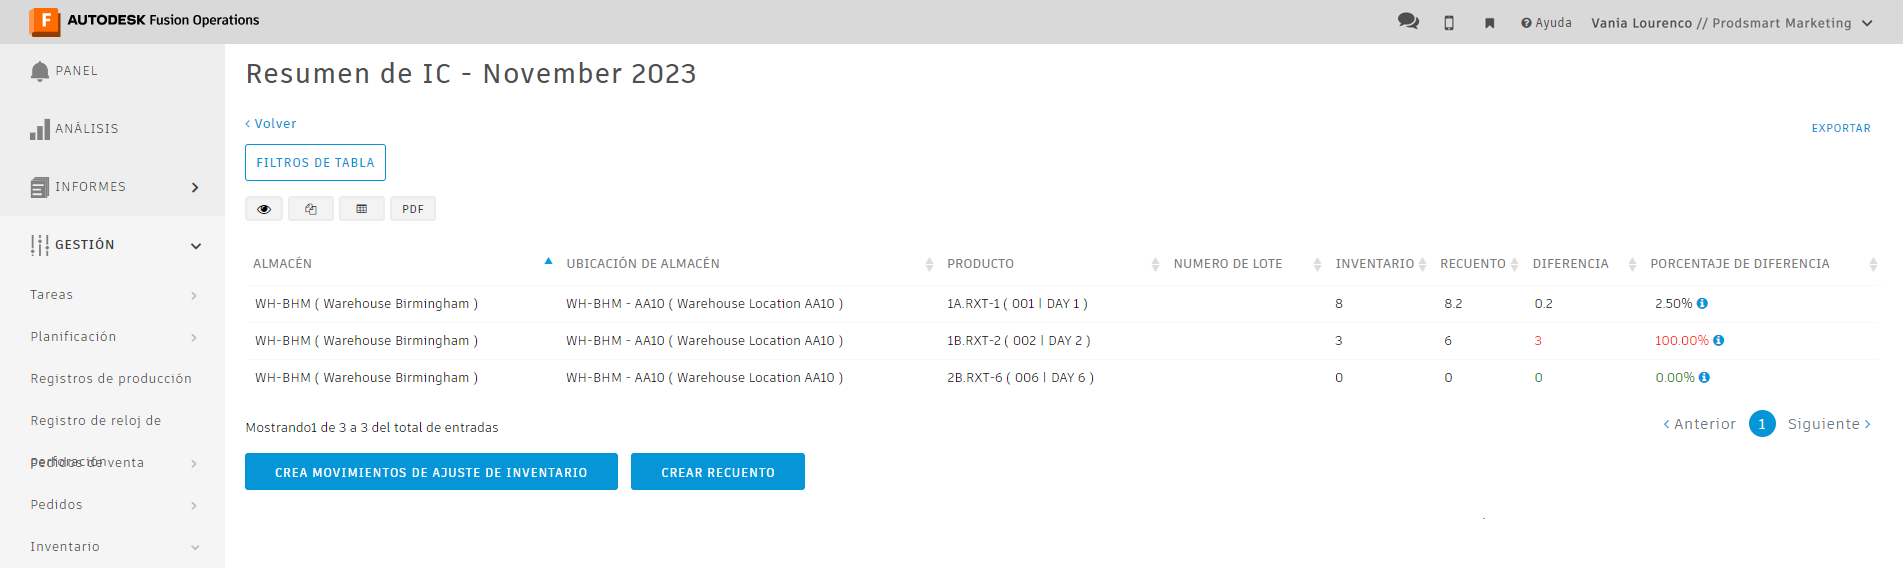 F AUTODESK Fusion Operations
Ayuda Vania Lourenco // Prodsmart Marketing
PANEL
ANÁLISIS
INFORMES
GESTIÓN
Tareas
Planificación
Registros de producción
Registro de reloj de
perforación
Pedidos de venta
Pedidos
Inventario
Resumen de IC - November 2023
‹ Volver
EXPORTAR
FILTROS DE TABLA
PDF
ALMACÉN UBICACIÓN DE ALMACÉN PRODUCTO NUMERO DE LOTE INVENTARIO RECUENTO DIFERENCIA PORCENTAJE DE DIFERENCIA
WH-BHM ( Warehouse Birmingham ) WH-BHM - AA10 ( Warehouse Location AA10 ) 1A.RXT-1 ( 001 | DAY 1 ) 8 8.2 0.2 2.50%
WH-BHM ( Warehouse Birmingham ) WH-BHM - AA10 ( Warehouse Location AA10 ) 1B.RXT-2 ( 002 | DAY 2 ) 3 6 3 100.00%
WH-BHM ( Warehouse Birmingham ) WH-BHM - AA10 ( Warehouse Location AA10 ) 2B.RXT-6 ( 006 | DAY 6 ) 0 0 0 0.00%
Mostrando1 de 3 a 3 del total de entradas
‹ Anterior 1 Siguiente ›
CREA MOVIMIENTOS DE AJUSTE DE INVENTARIO CREAR RECUENTO